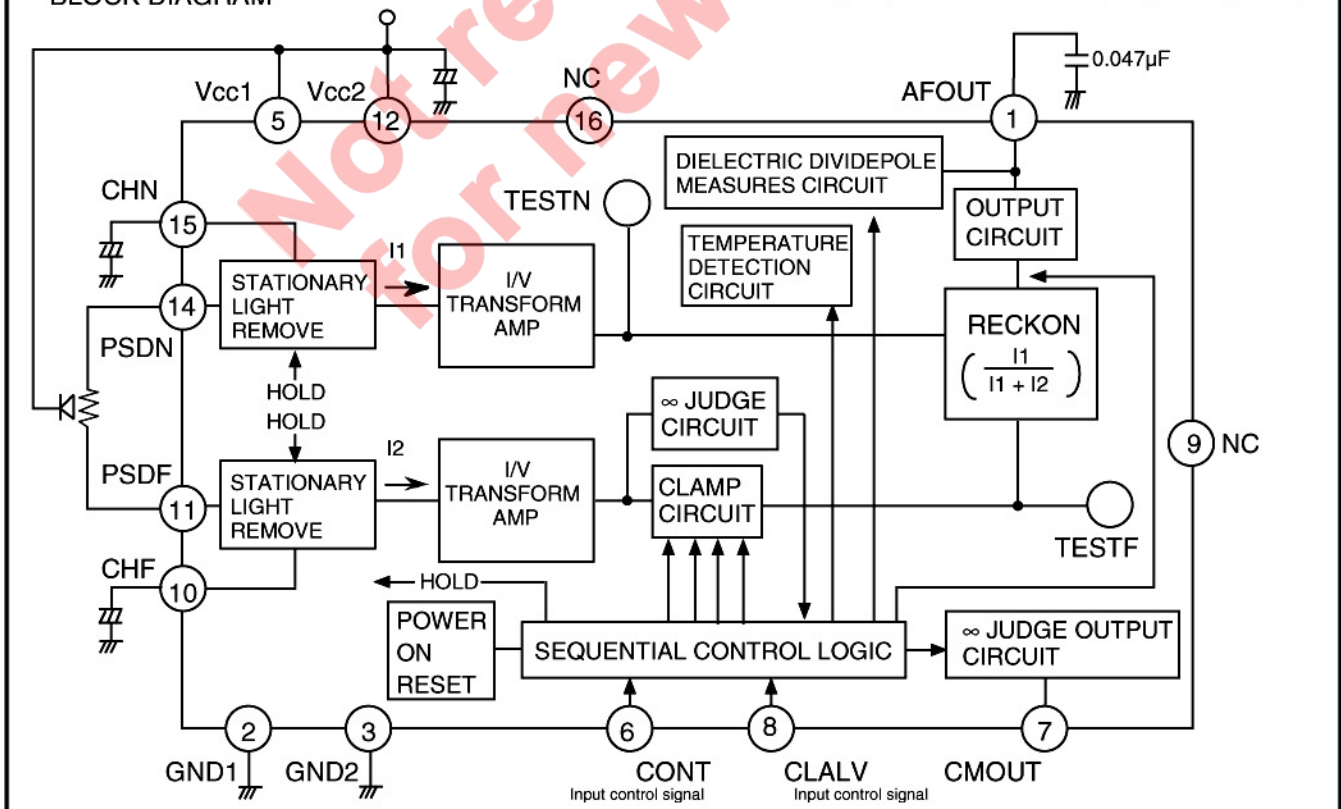 BLOCK DIAGRAM
Not re
for new
Vcc1
Vcc2
NC
AFOUT
0.047μF
5
12
16
1
CHN
15
TESTN
DIELECTRIC DIVIDEPOLE
MEASURES CIRCUIT
OUTPUT
CIRCUIT
TEMPERATURE
DETECTION
CIRCUIT
I1
STATIONARY
LIGHT
REMOVE
I/V
TRANSFORM
AMP
14
PSDN
RECKON
( I1
I1 + I2 )
HOLD
HOLD
∞ JUDGE
CIRCUIT
9
NC
PSDF
11
I2
STATIONARY
LIGHT
REMOVE
I/V
TRANSFORM
AMP
CLAMP
CIRCUIT
TESTF
CHF
10
HOLD
POWER
ON
RESET
SEQUENTIAL CONTROL LOGIC
∞ JUDGE OUTPUT
CIRCUIT
2
3
6
8
7
GND1
GND2
CONT
Input control signal
CLALV
Input control signal
CMOUT